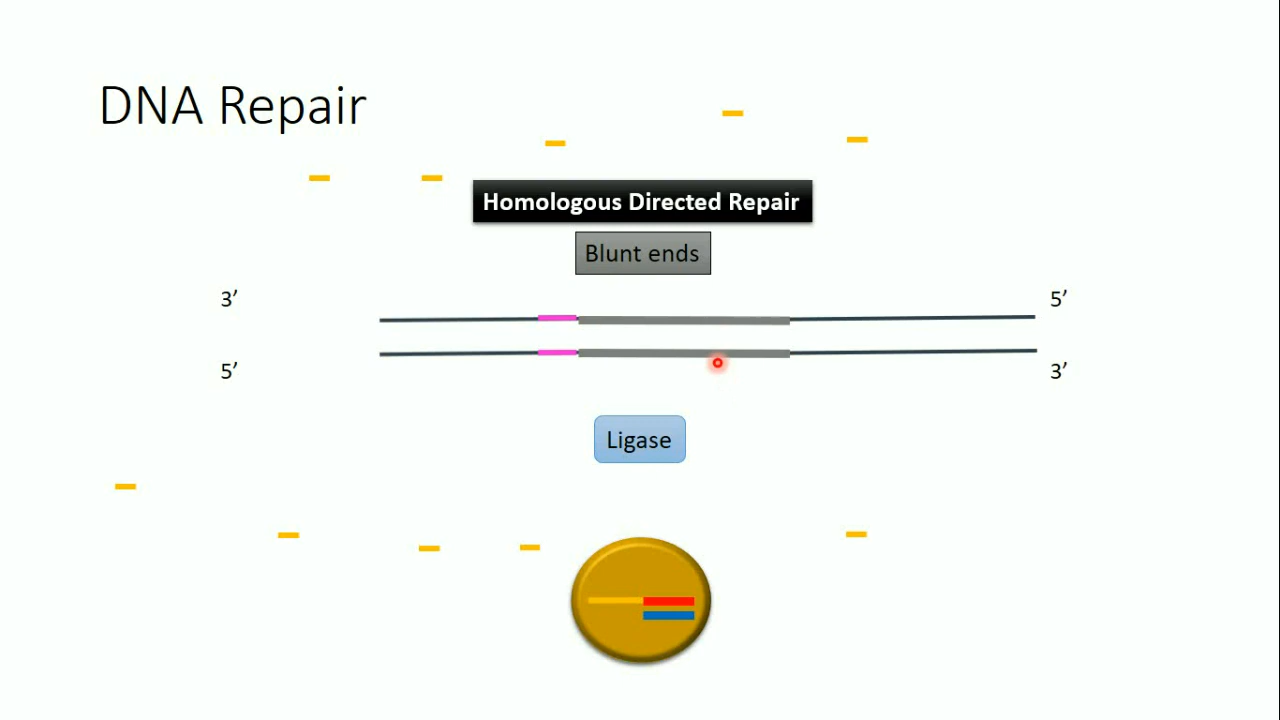 DNA Repair
Homologous Directed Repair
Blunt ends
3’
5’
5’
3’
Ligase